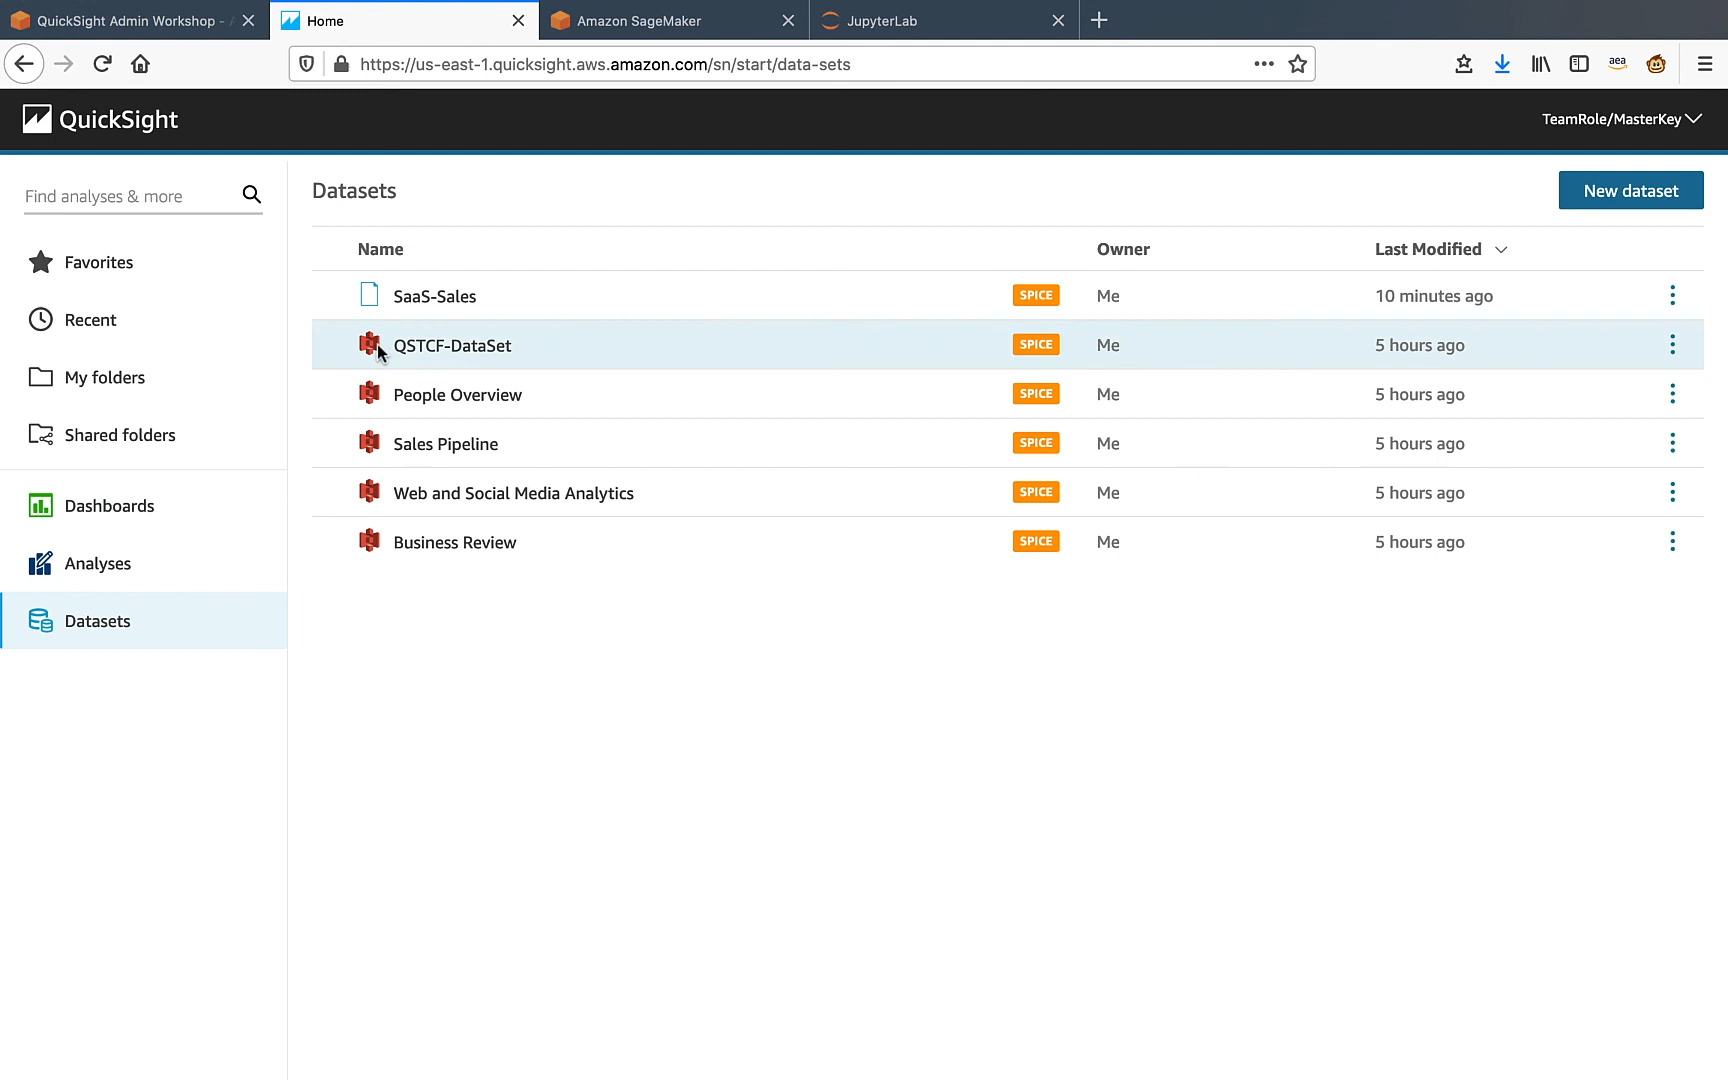 QuickSight Admin Workshop - A
Home
Amazon SageMaker
JupyterLab
https://us-east-1.quicksight.aws.amazon.com/sn/start/data-sets
aea
QuickSight
TeamRole/MasterKey
Find analyses & more
Favorites
Recent
My folders
Shared folders
Dashboards
Analyses
Datasets
Datasets
New dataset
Name Owner Last Modified
SaaS-Sales SPICE Me 10 minutes ago
QSTCF-DataSet SPICE Me 5 hours ago
People Overview SPICE Me 5 hours ago
Sales Pipeline SPICE Me 5 hours ago
Web and Social Media Analytics SPICE Me 5 hours ago
Business Review SPICE Me 5 hours ago